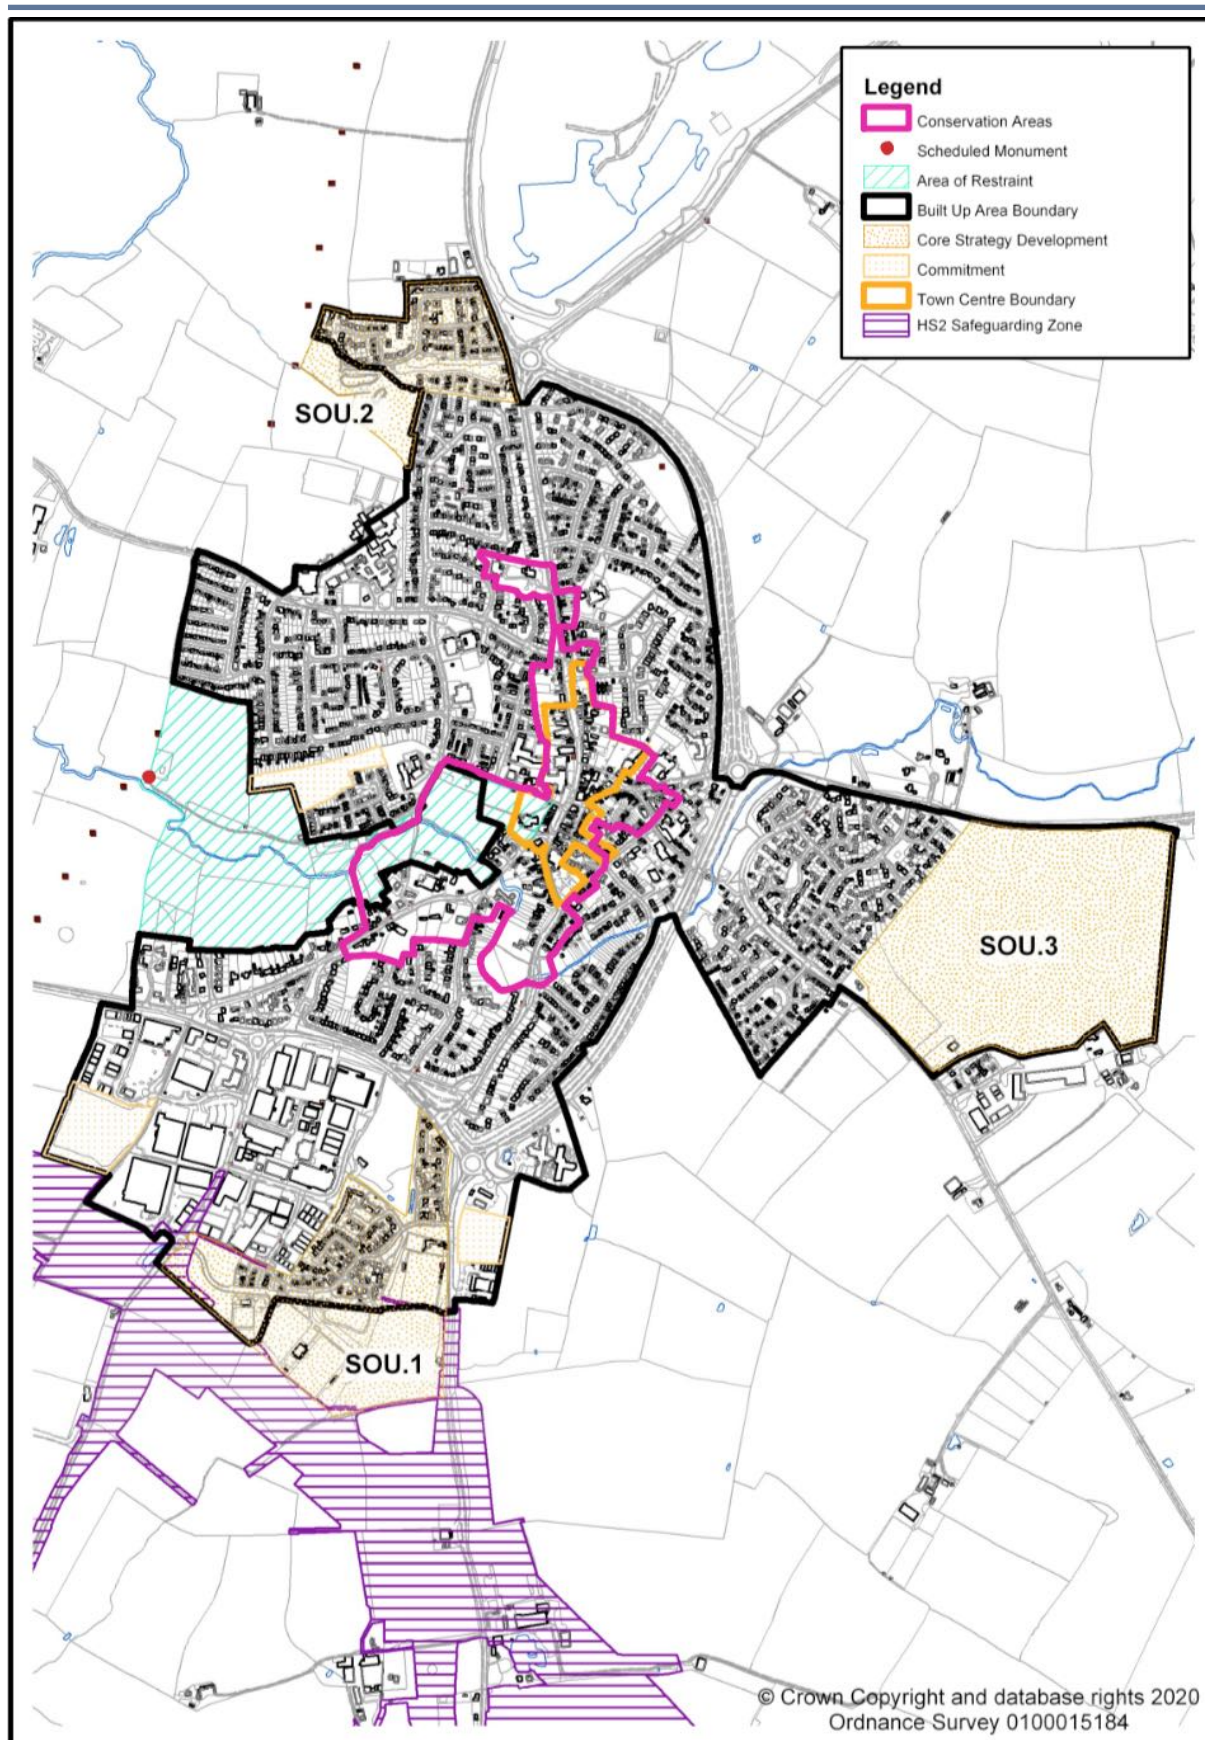 Legend
Conservation Areas
Scheduled Monument
Area of Restraint
Built Up Area Boundary
Core Strategy Development
Commitment
Town Centre Boundary
HS2 Safeguarding Zone
SOU.2
SOU.3
SOU.1
© Crown Copyright and database rights 2020
Ordnance Survey 0100015184